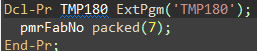 Dcl-Pr TMP180 ExtPgm('TMP180');
  pmrFabNo packed(7);
End-Pr;